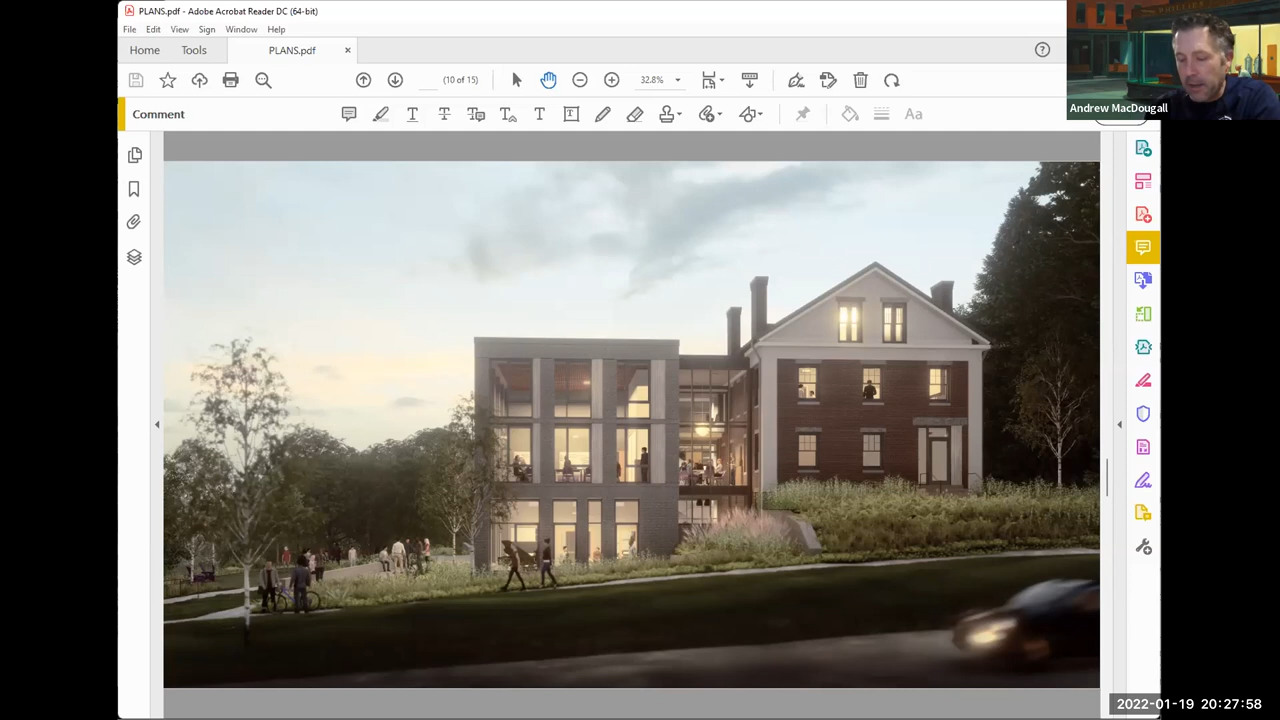 PLANS.pdf - Adobe Acrobat Reader DC (64-bit)
File Edit View Sign Window Help
Home Tools PLANS.pdf ×
(10 of 15) 32.8%
Comment
Andrew MacDougall
2022-01-19 20:27:58